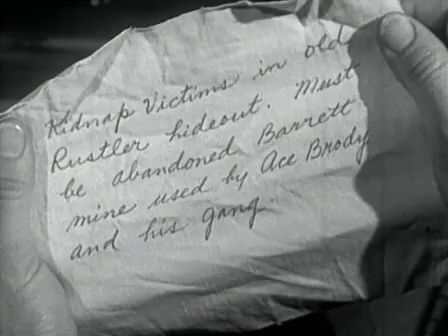 Kidnap Victims in old
Rustler hideout. Must
be abandoned Barrett
mine used by Ace Brody
and his gang.